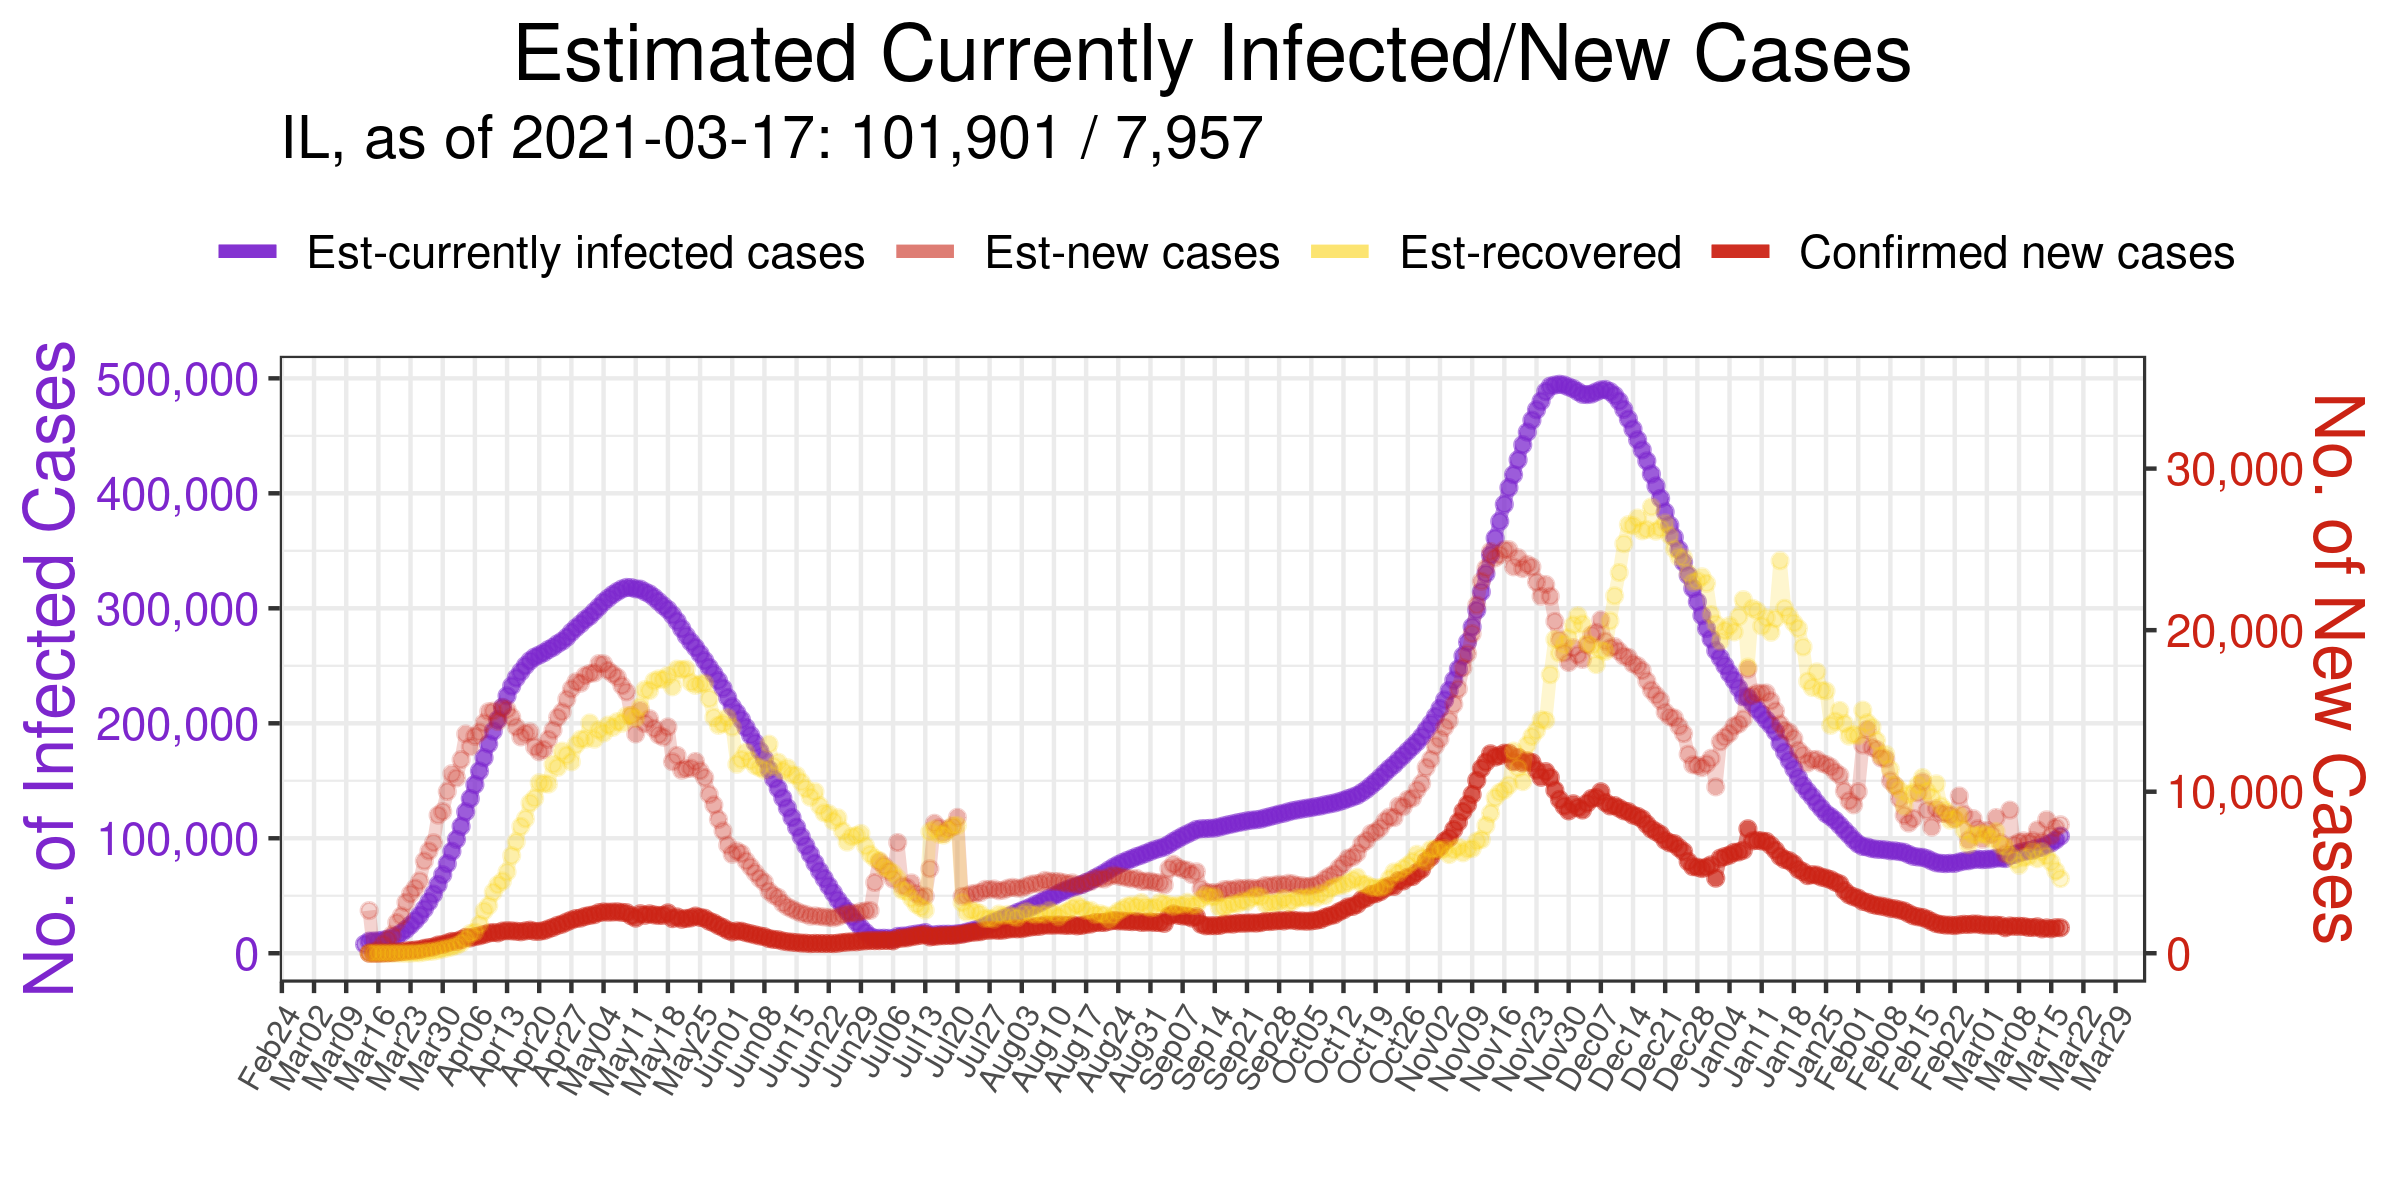 Estimated Currently Infected/New Cases
IL, as of 2021-03-17: 101,901 / 7,957
Est-currently infected cases Est-new cases Est-recovered Confirmed new cases
No. of Infected Cases
500,000
400,000
300,000
200,000
100,000
0
30,000
20,000
10,000
0
No. of New Cases
Feb24 Mar02 Mar09 Mar16 Mar23 Mar30 Apr06 Apr13 Apr20 Apr27 May04 May11 May18 May25 Jun01 Jun08 Jun15 Jun22 Jun29 Jul06 Jul13 Jul20 Jul27 Aug03 Aug10 Aug17 Aug24 Aug31 Sep07 Sep14 Sep21 Sep28 Oct05 Oct12 Oct19 Oct26 Nov02 Nov09 Nov16 Nov23 Nov30 Dec07 Dec14 Dec21 Dec28 Jan04 Jan11 Jan18 Jan25 Feb01 Feb08 Feb15 Feb22 Mar01 Mar08 Mar15 Mar22 Mar29